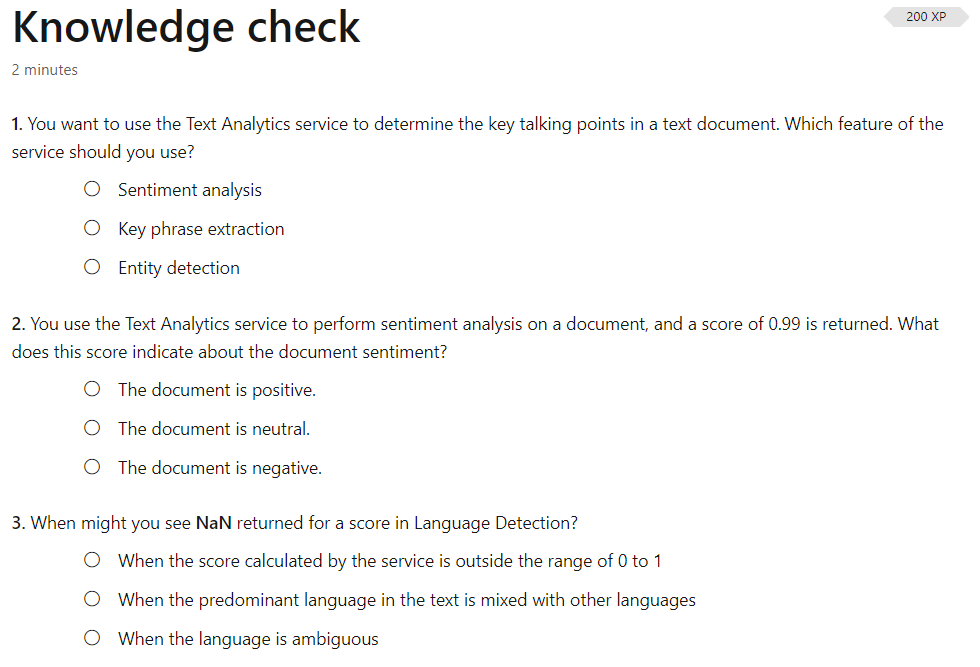 Knowledge check
200 XP
2 minutes
1. You want to use the Text Analytics service to determine the key talking points in a text document. Which feature of the
service should you use?
Sentiment analysis
Key phrase extraction
Entity detection
2. You use the Text Analytics service to perform sentiment analysis on a document, and a score of 0.99 is returned. What
does this score indicate about the document sentiment?
The document is positive.
The document is neutral.
The document is negative.
3. When might you see NaN returned for a score in Language Detection?
When the score calculated by the service is outside the range of 0 to 1
When the predominant language in the text is mixed with other languages
When the language is ambiguous